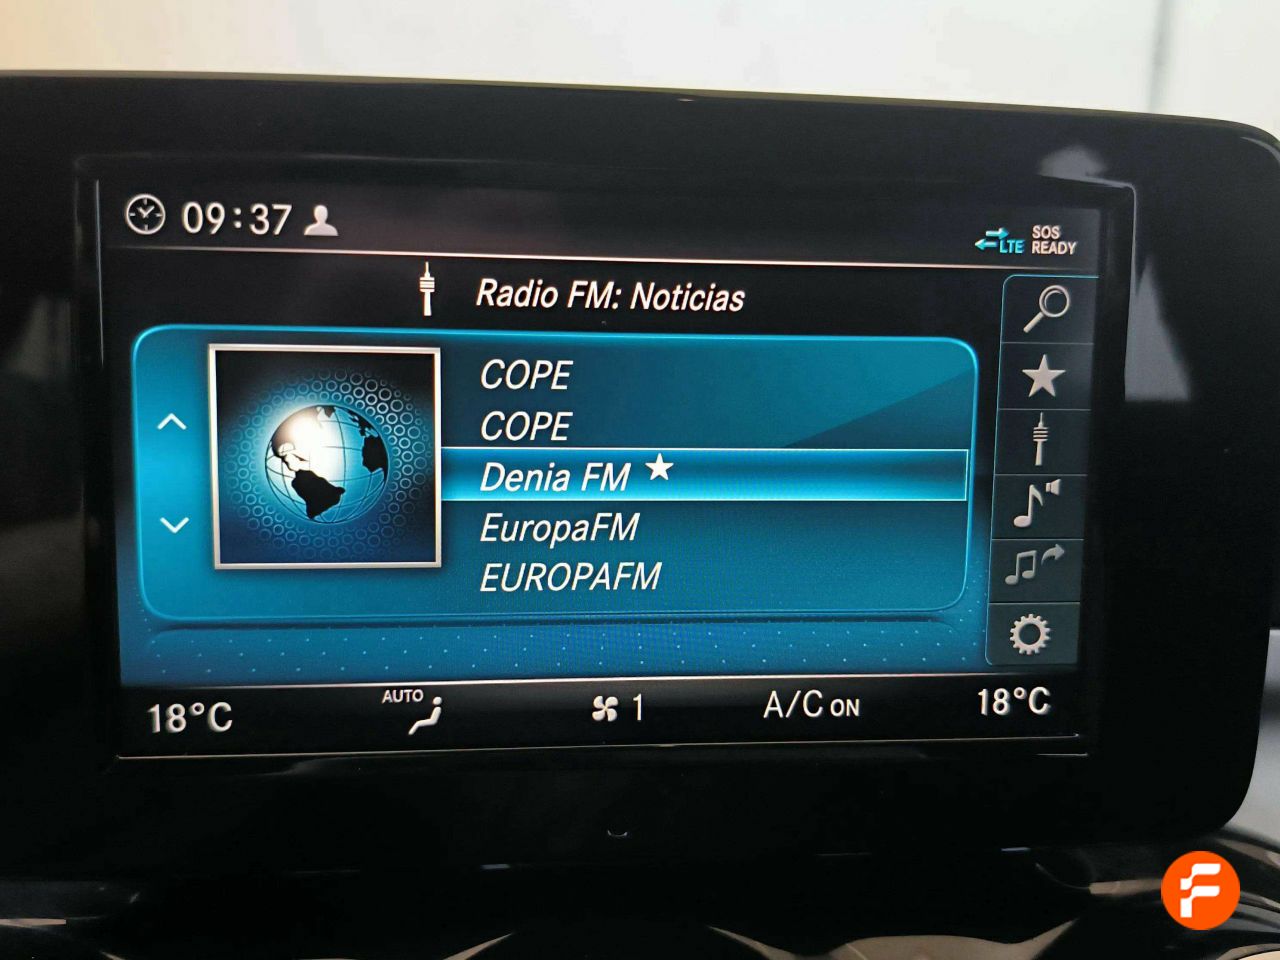 09:37
LTE SOS READY
Radio FM: Noticias
COPE
COPE
Denia FM
EuropaFM
EUROPAFM
18°C AUTO 1 A/C ON 18°C
F